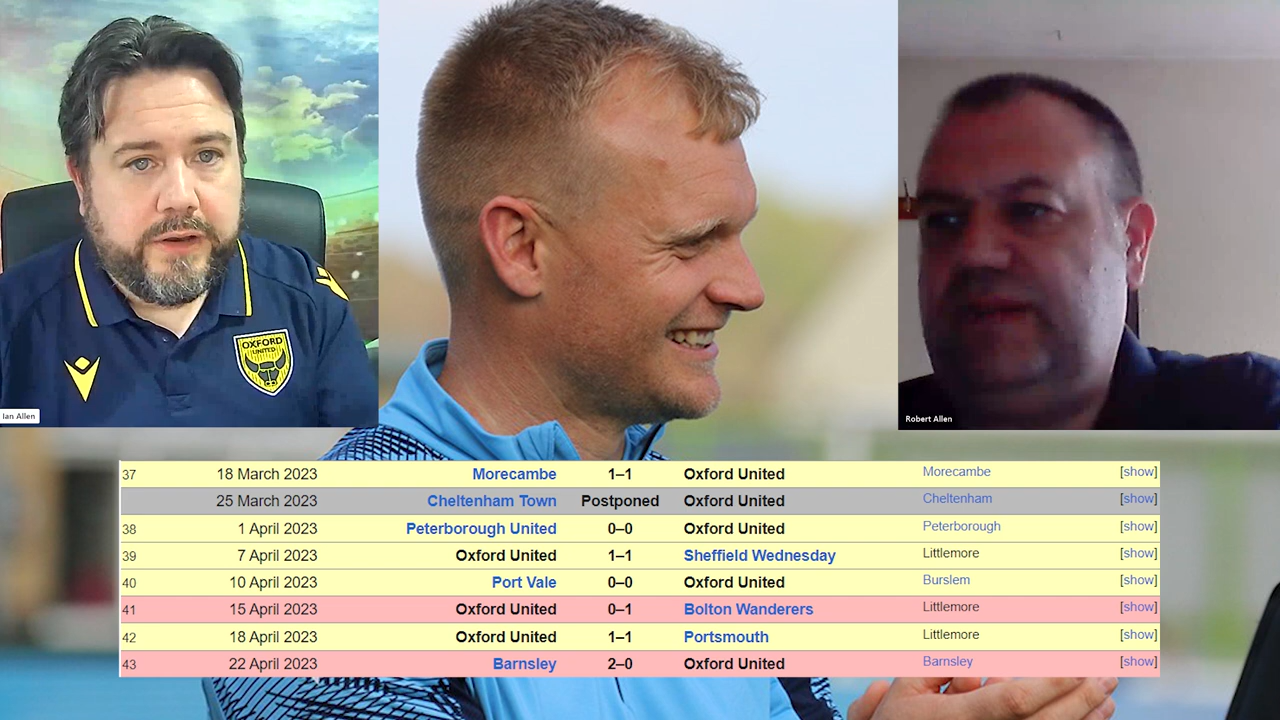 OXFORD
UNITED
Ian Allen
Robert Allen
37 18 March 2023 Morecambe 1–1 Oxford United Morecambe [show]
25 March 2023 Cheltenham Town Postponed Oxford United Cheltenham [show]
38 1 April 2023 Peterborough United 0–0 Oxford United Peterborough [show]
39 7 April 2023 Oxford United 1–1 Sheffield Wednesday Littlemore [show]
40 10 April 2023 Port Vale 0–0 Oxford United Burslem [show]
41 15 April 2023 Oxford United 0–1 Bolton Wanderers Littlemore [show]
42 18 April 2023 Oxford United 1–1 Portsmouth Littlemore [show]
43 22 April 2023 Barnsley 2–0 Oxford United Barnsley [show]